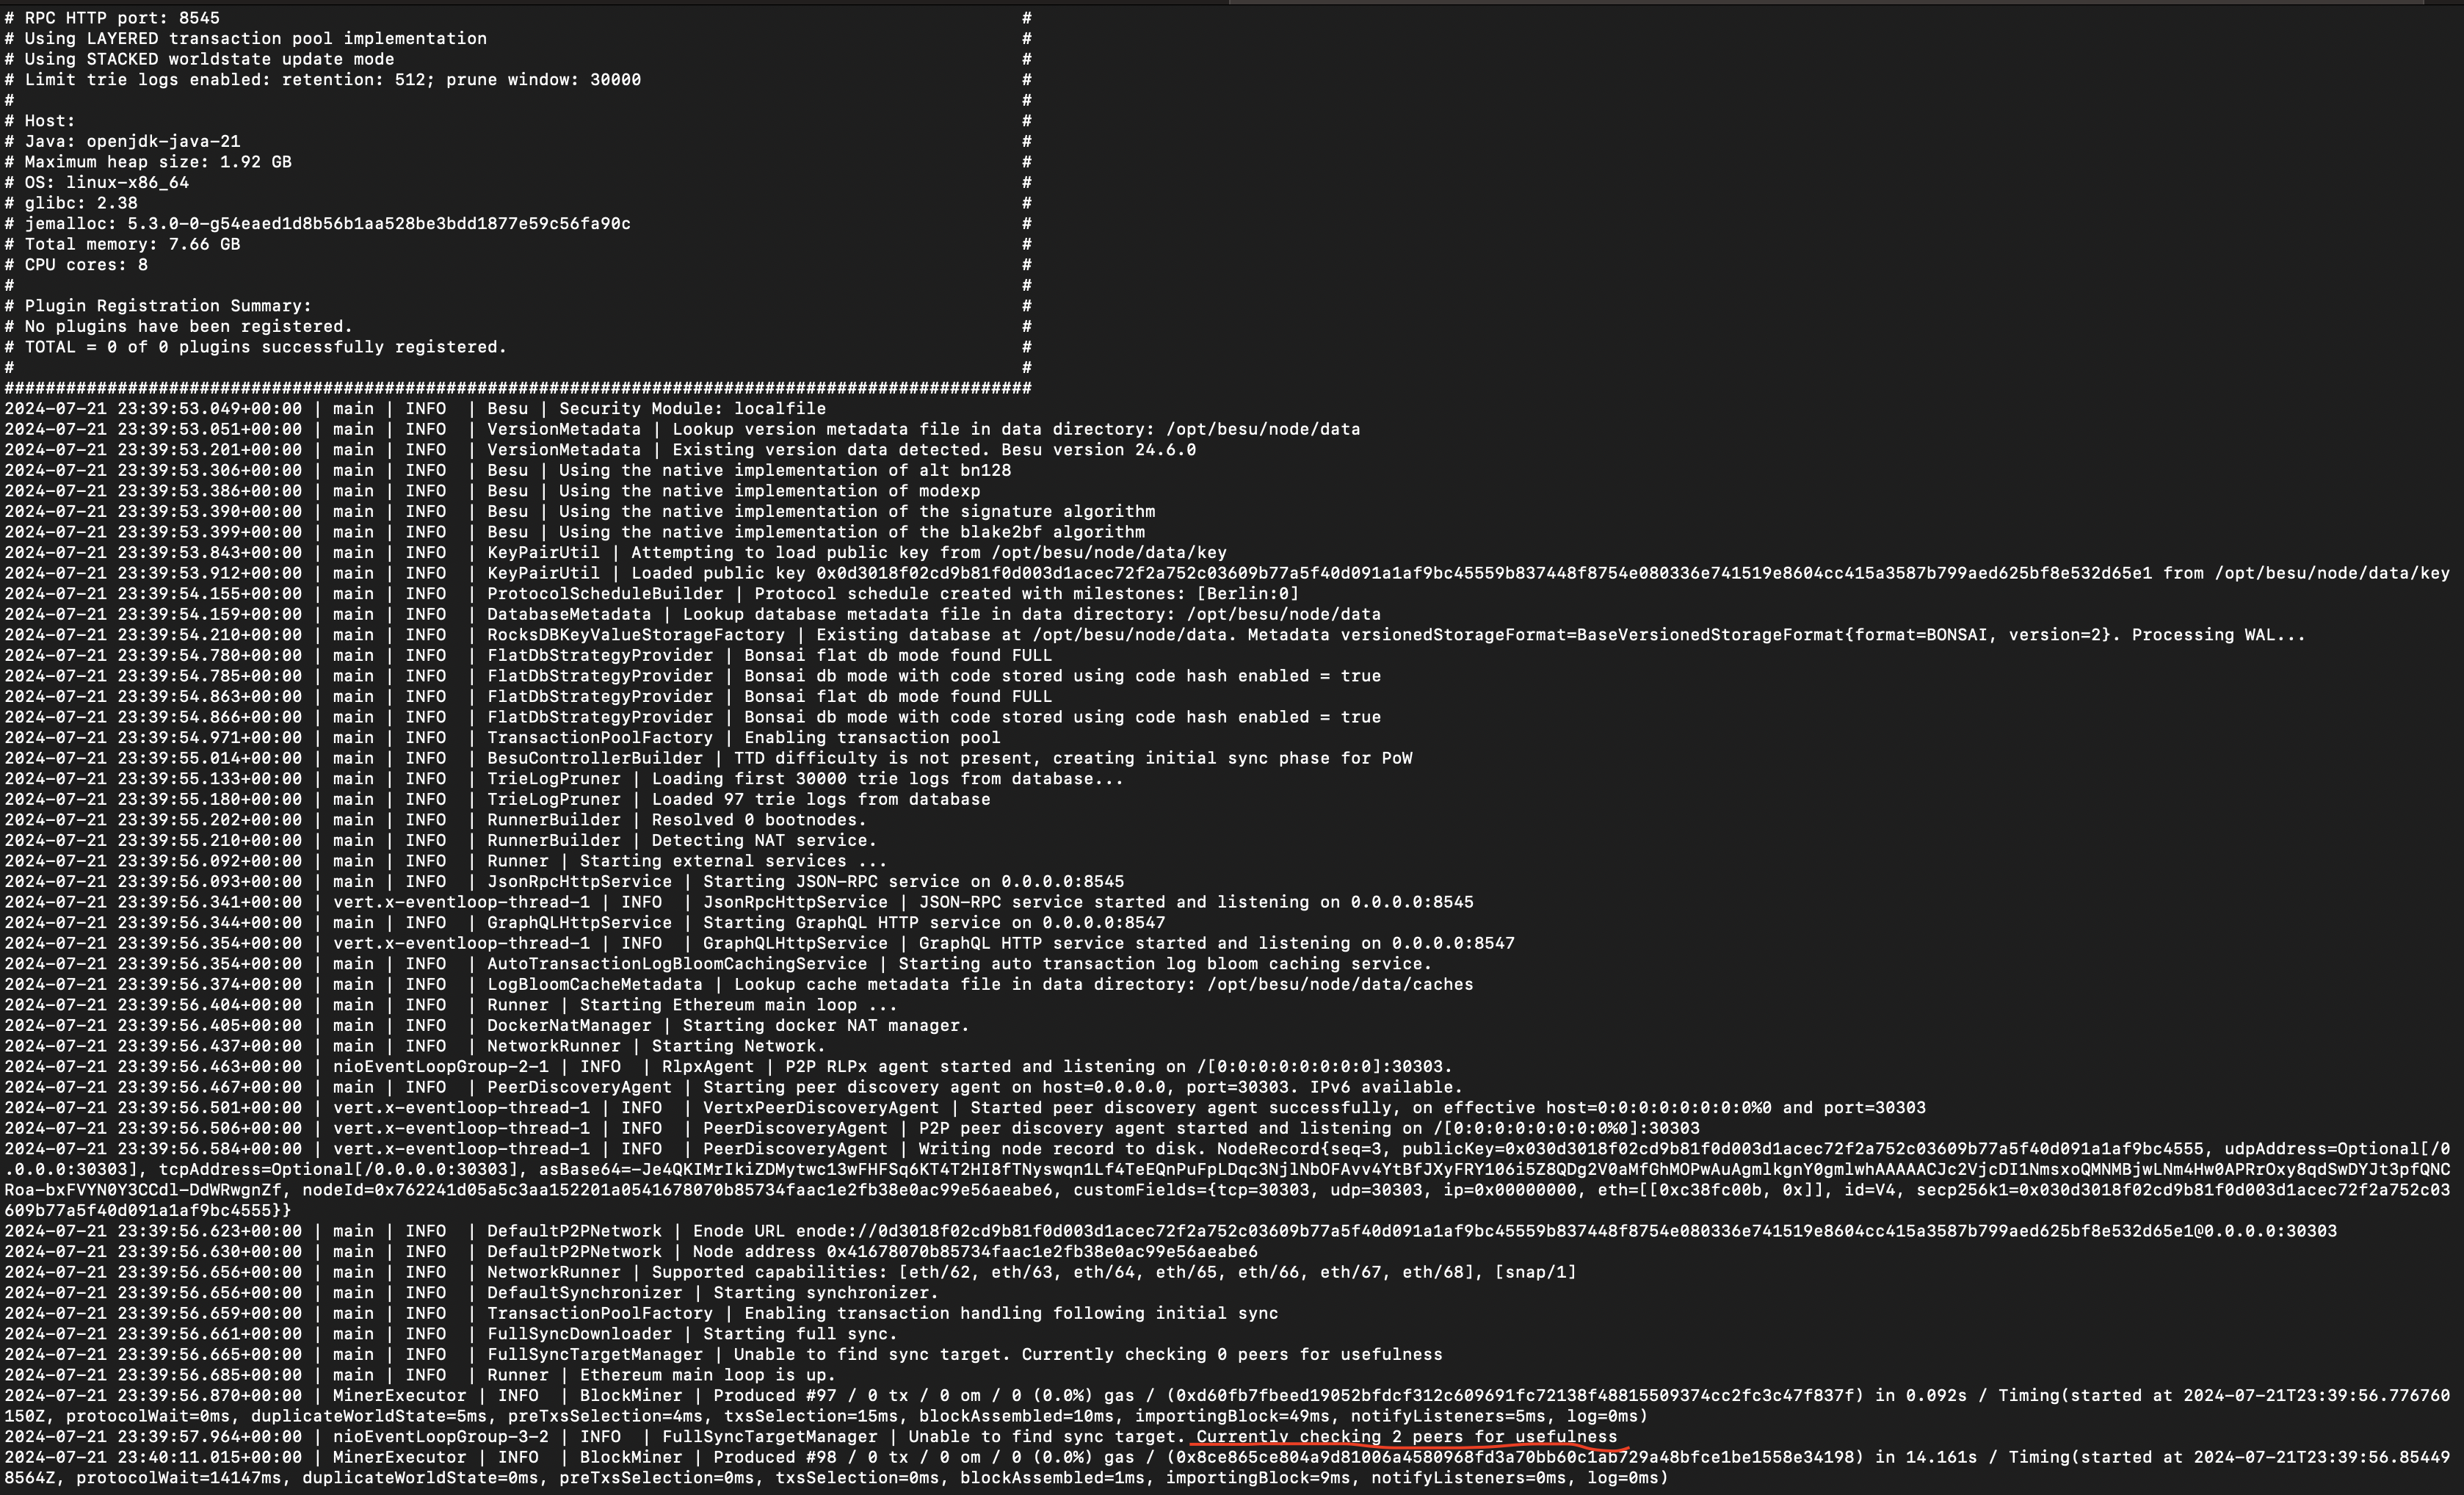 # RPC HTTP port: 8545 #
# Using LAYERED transaction pool implementation #
# Using STACKED worldstate update mode #
# Limit trie logs enabled: retention: 512; prune window: 30000 #
# #
# Host: #
# Java: openjdk-java-21 #
# Maximum heap size: 1.92 GB #
# OS: linux-x86_64 #
# glibc: 2.38 #
# jemalloc: 5.3.0-0-g54eaed1d8b56b1aa528be3bdd1877e59c56fa90c #
# Total memory: 7.66 GB #
# CPU cores: 8 #
# #
# Plugin Registration Summary: #
# No plugins have been registered. #
# TOTAL = 0 of 0 plugins successfully registered. #
# #
####################################################################################################
2024-07-21 23:39:53.049+00:00 | main | INFO  | Besu | Security Module: localfile
2024-07-21 23:39:53.051+00:00 | main | INFO  | VersionMetadata | Lookup version metadata file in data directory: /opt/besu/node/data
2024-07-21 23:39:53.201+00:00 | main | INFO  | VersionMetadata | Existing version data detected. Besu version 24.6.0
2024-07-21 23:39:53.306+00:00 | main | INFO  | Besu | Using the native implementation of alt bn128
2024-07-21 23:39:53.386+00:00 | main | INFO  | Besu | Using the native implementation of modexp
2024-07-21 23:39:53.390+00:00 | main | INFO  | Besu | Using the native implementation of the signature algorithm
2024-07-21 23:39:53.399+00:00 | main | INFO  | Besu | Using the native implementation of the blake2bf algorithm
2024-07-21 23:39:53.843+00:00 | main | INFO  | KeyPairUtil | Attempting to load public key from /opt/besu/node/data/key
2024-07-21 23:39:53.912+00:00 | main | INFO  | KeyPairUtil | Loaded public key 0x0d3018f02cd9b81f0d003d1acec72f2a752c03609b77a5f40d091a1af9bc45559b837448f8754e080336e741519e8604cc415a3587b799aed625bf8e532d65e1 from /opt/besu/node/data/key
2024-07-21 23:39:54.155+00:00 | main | INFO  | ProtocolScheduleBuilder | Protocol schedule created with milestones: [Berlin:0]
2024-07-21 23:39:54.159+00:00 | main | INFO  | DatabaseMetadata | Lookup database metadata file in data directory: /opt/besu/node/data
2024-07-21 23:39:54.210+00:00 | main | INFO  | RocksDBKeyValueStorageFactory | Existing database at /opt/besu/node/data. Metadata versionedStorageFormat=BaseVersionedStorageFormat{format=BONSAI, version=2}. Processing WAL...
2024-07-21 23:39:54.780+00:00 | main | INFO  | FlatDbStrategyProvider | Bonsai flat db mode found FULL
2024-07-21 23:39:54.785+00:00 | main | INFO  | FlatDbStrategyProvider | Bonsai db mode with code stored using code hash enabled = true
2024-07-21 23:39:54.863+00:00 | main | INFO  | FlatDbStrategyProvider | Bonsai flat db mode found FULL
2024-07-21 23:39:54.866+00:00 | main | INFO  | FlatDbStrategyProvider | Bonsai db mode with code stored using code hash enabled = true
2024-07-21 23:39:54.971+00:00 | main | INFO  | TransactionPoolFactory | Enabling transaction pool
2024-07-21 23:39:55.014+00:00 | main | INFO  | BesuControllerBuilder | TTD difficulty is not present, creating initial sync phase for PoW
2024-07-21 23:39:55.133+00:00 | main | INFO  | TrieLogPruner | Loading first 30000 trie logs from database...
2024-07-21 23:39:55.180+00:00 | main | INFO  | TrieLogPruner | Loaded 97 trie logs from database
2024-07-21 23:39:55.202+00:00 | main | INFO  | RunnerBuilder | Resolved 0 bootnodes.
2024-07-21 23:39:55.210+00:00 | main | INFO  | RunnerBuilder | Detecting NAT service.
2024-07-21 23:39:56.092+00:00 | main | INFO  | Runner | Starting external services ...
2024-07-21 23:39:56.093+00:00 | main | INFO  | JsonRpcHttpService | Starting JSON-RPC service on 0.0.0.0:8545
2024-07-21 23:39:56.341+00:00 | vert.x-eventloop-thread-1 | INFO  | JsonRpcHttpService | JSON-RPC service started and listening on 0.0.0.0:8545
2024-07-21 23:39:56.344+00:00 | main | INFO  | GraphQLHttpService | Starting GraphQL HTTP service on 0.0.0.0:8547
2024-07-21 23:39:56.354+00:00 | vert.x-eventloop-thread-1 | INFO  | GraphQLHttpService | GraphQL HTTP service started and listening on 0.0.0.0:8547
2024-07-21 23:39:56.354+00:00 | main | INFO  | AutoTransactionLogBloomCachingService | Starting auto transaction log bloom caching service.
2024-07-21 23:39:56.374+00:00 | main | INFO  | LogBloomCacheMetadata | Lookup cache metadata file in data directory: /opt/besu/node/data/caches
2024-07-21 23:39:56.404+00:00 | main | INFO  | Runner | Starting Ethereum main loop ...
2024-07-21 23:39:56.405+00:00 | main | INFO  | DockerNatManager | Starting docker NAT manager.
2024-07-21 23:39:56.437+00:00 | main | INFO  | NetworkRunner | Starting Network.
2024-07-21 23:39:56.463+00:00 | nioEventLoopGroup-2-1 | INFO  | RlpxAgent | P2P RLPx agent started and listening on /[0:0:0:0:0:0:0:0]:30303.
2024-07-21 23:39:56.467+00:00 | main | INFO  | PeerDiscoveryAgent | Starting peer discovery agent on host=0.0.0.0, port=30303. IPv6 available.
2024-07-21 23:39:56.501+00:00 | vert.x-eventloop-thread-1 | INFO  | VertxPeerDiscoveryAgent | Started peer discovery agent successfully, on effective host=0:0:0:0:0:0:0:0%0 and port=30303
2024-07-21 23:39:56.506+00:00 | vert.x-eventloop-thread-1 | INFO  | PeerDiscoveryAgent | P2P peer discovery agent started and listening on /[0:0:0:0:0:0:0:0%0]:30303
2024-07-21 23:39:56.584+00:00 | vert.x-eventloop-thread-1 | INFO  | PeerDiscoveryAgent | Writing node record to disk. NodeRecord{seq=3, publicKey=0x030d3018f02cd9b81f0d003d1acec72f2a752c03609b77a5f40d091a1af9bc4555, udpAddress=Optional[/0
.0.0.0:30303], tcpAddress=Optional[/0.0.0.0:30303], asBase64=-Je4QKIMrIkiZDMytwc13wFHFSq6KT4T2HI8fTNyswqn1Lf4TeEQnPuFpLDqc3NjlNbOFAvv4YtBfJXyFRY106i5Z8QDg2V0aMfGhMOPwAuAgmlkgnY0gmlwhAAAAACJc2VjcDI1NmsxoQMNMBjwLNm4Hw0APRrOxy8qdSwDYJt3pfQNC
Roa-bxFVYN0Y3CCdl-DdWRwgnZf, nodeId=0x762241d05a5c3aa152201a0541678070b85734faac1e2fb38e0ac99e56aeabe6, customFields={tcp=30303, udp=30303, ip=0x00000000, eth=[[0xc38fc00b, 0x]], id=V4, secp256k1=0x030d3018f02cd9b81f0d003d1acec72f2a752c03
609b77a5f40d091a1af9bc4555}}
2024-07-21 23:39:56.623+00:00 | main | INFO  | DefaultP2PNetwork | Enode URL enode://0d3018f02cd9b81f0d003d1acec72f2a752c03609b77a5f40d091a1af9bc45559b837448f8754e080336e741519e8604cc415a3587b799aed625bf8e532d65e1@0.0.0.0:30303
2024-07-21 23:39:56.630+00:00 | main | INFO  | DefaultP2PNetwork | Node address 0x41678070b85734faac1e2fb38e0ac99e56aeabe6
2024-07-21 23:39:56.656+00:00 | main | INFO  | NetworkRunner | Supported capabilities: [eth/62, eth/63, eth/64, eth/65, eth/66, eth/67, eth/68], [snap/1]
2024-07-21 23:39:56.656+00:00 | main | INFO  | DefaultSynchronizer | Starting synchronizer.
2024-07-21 23:39:56.659+00:00 | main | INFO  | TransactionPoolFactory | Enabling transaction handling following initial sync
2024-07-21 23:39:56.661+00:00 | main | INFO  | FullSyncDownloader | Starting full sync.
2024-07-21 23:39:56.665+00:00 | main | INFO  | FullSyncTargetManager | Unable to find sync target. Currently checking 0 peers for usefulness
2024-07-21 23:39:56.685+00:00 | main | INFO  | Runner | Ethereum main loop is up.
2024-07-21 23:39:56.870+00:00 | MinerExecutor | INFO  | BlockMiner | Produced #97 / 0 tx / 0 om / 0 (0.0%) gas / (0xd60fb7fbeed19052bfdcf312c609691fc72138f48815509374cc2fc3c47f837f) in 0.092s / Timing(started at 2024-07-21T23:39:56.776760
150Z, protocolWait=0ms, duplicateWorldState=5ms, preTxsSelection=4ms, txsSelection=15ms, blockAssembled=10ms, importingBlock=49ms, notifyListeners=5ms, log=0ms)
2024-07-21 23:39:57.964+00:00 | nioEventLoopGroup-3-2 | INFO  | FullSyncTargetManager | Unable to find sync target. Currently checking 2 peers for usefulness
2024-07-21 23:40:11.015+00:00 | MinerExecutor | INFO  | BlockMiner | Produced #98 / 0 tx / 0 om / 0 (0.0%) gas / (0x8ce865ce804a9d81006a4580968fd3a70bb60c1ab729a48bfce1be1558e34198) in 14.161s / Timing(started at 2024-07-21T23:39:56.85449
8564Z, protocolWait=14147ms, duplicateWorldState=0ms, preTxsSelection=0ms, txsSelection=0ms, blockAssembled=1ms, importingBlock=9ms, notifyListeners=0ms, log=0ms)